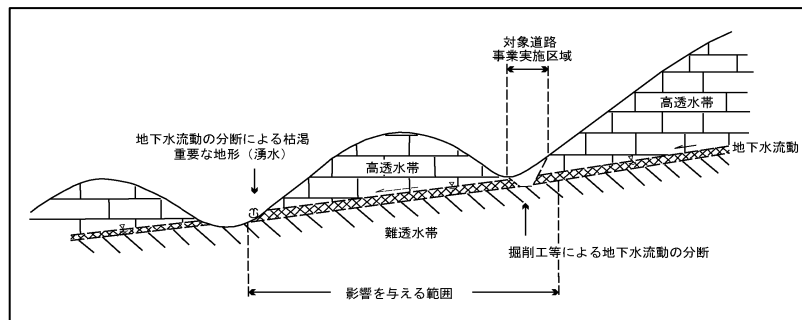 対象道路
事業実施区域
高透水帯
地下水流動の分断による枯渇
重要な地形（湧水）
高透水帯
地下水流動
難透水帯
掘削工等による地下水流動の分断
影響を与える範囲